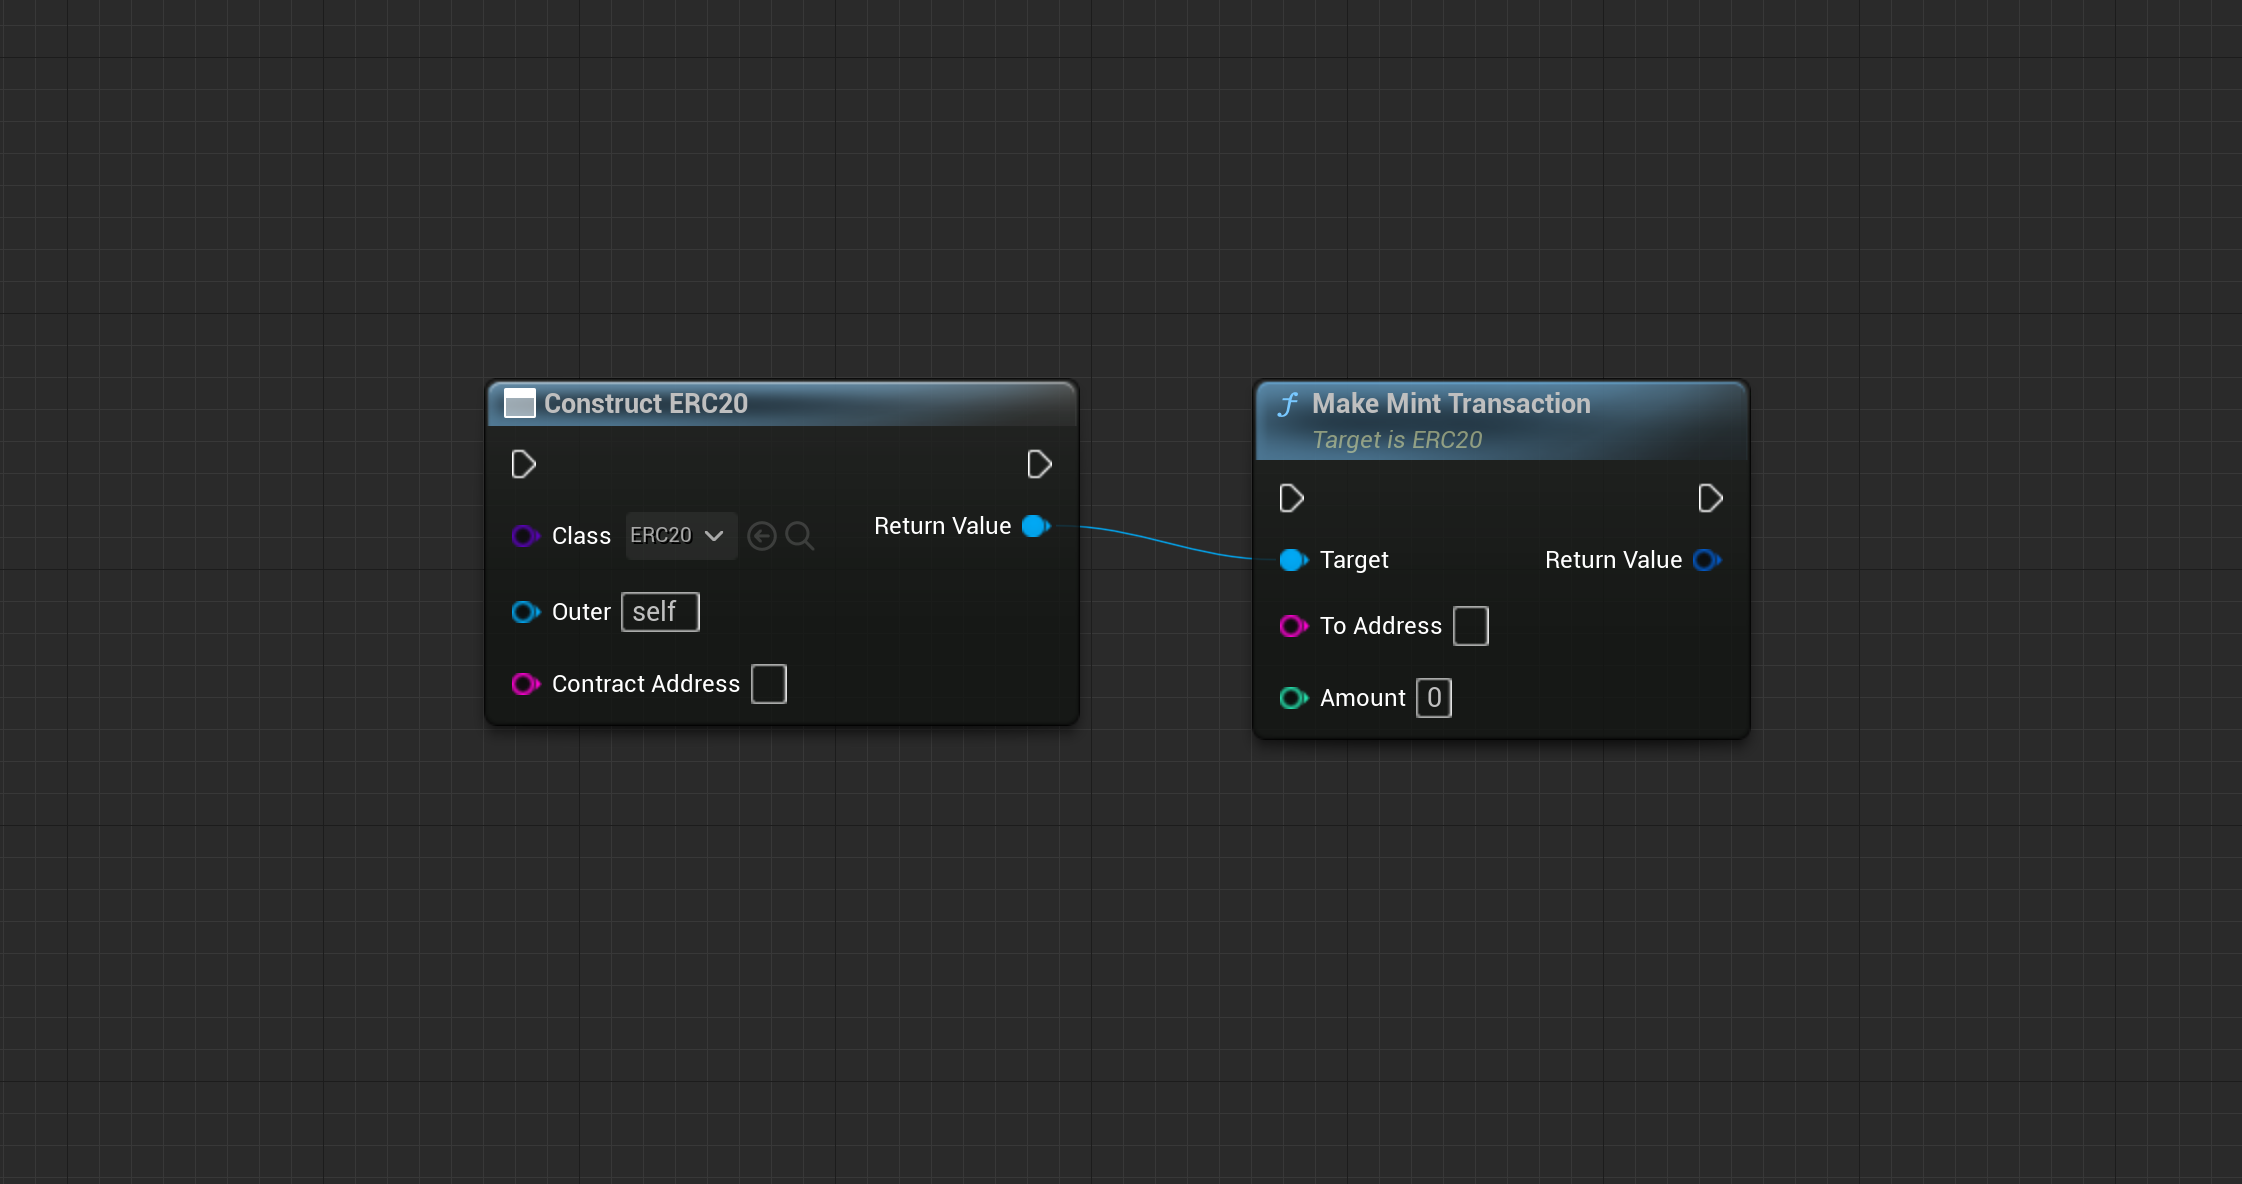 Construct ERC20
Class ERC20
Return Value
Outer self
Contract Address
Make Mint Transaction
Target is ERC20
Target
Return Value
To Address
Amount 0